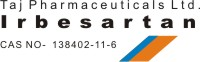 Taj Pharmaceuticals Ltd.
Irbesartan
CAS NO- 138402-11-6